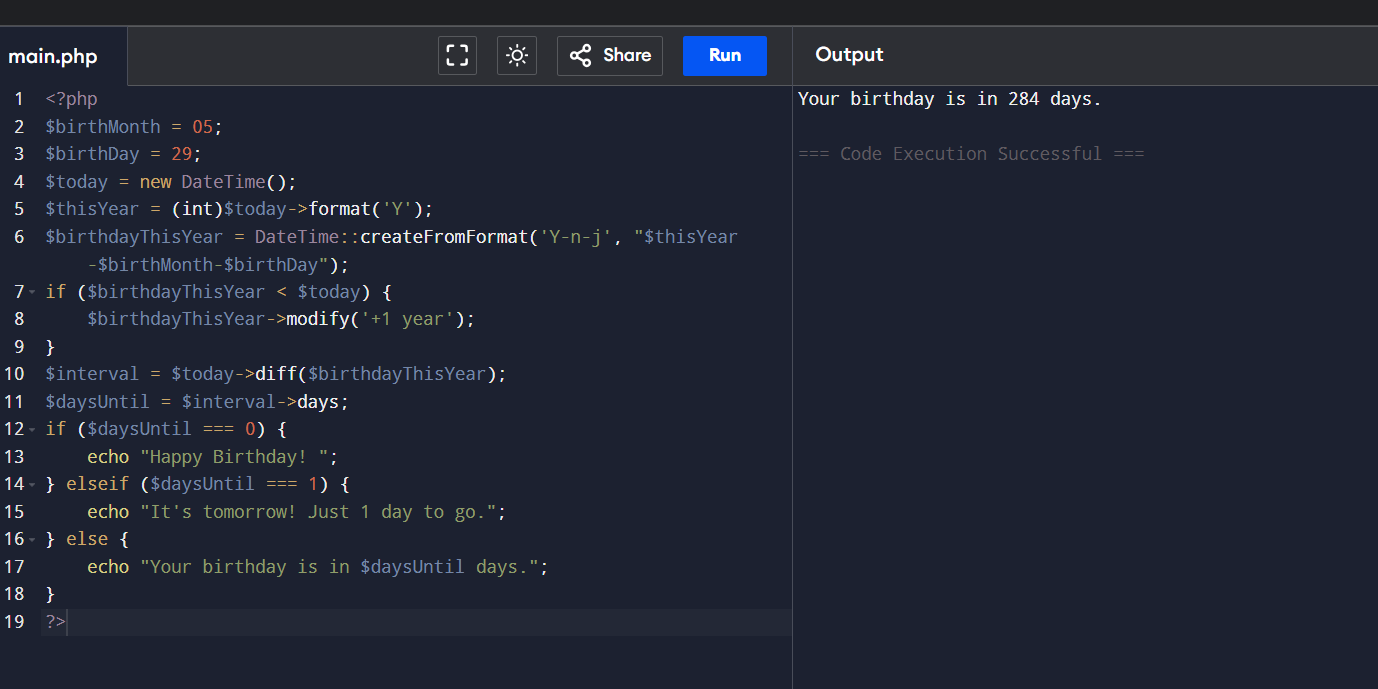 main.php
Share
Run
Output
1 <?php
2 $birthMonth = 05;
3 $birthDay = 29;
4 $today = new DateTime();
5 $thisYear = (int)$today->format('Y');
6 $birthdayThisYear = DateTime::createFromFormat('Y-n-j', "$thisYear
-$birthMonth-$birthDay");
7 if ($birthdayThisYear < $today) {
8 $birthdayThisYear->modify('+1 year');
9 }
10 $interval = $today->diff($birthdayThisYear);
11 $daysUntil = $interval->days;
12 if ($daysUntil === 0) {
13 echo "Happy Birthday! ";
14 } elseif ($daysUntil === 1) {
15 echo "It's tomorrow! Just 1 day to go.";
16 } else {
17 echo "Your birthday is in $daysUntil days.";
18 }
19 ?>
Your birthday is in 284 days.
=== Code Execution Successful ===